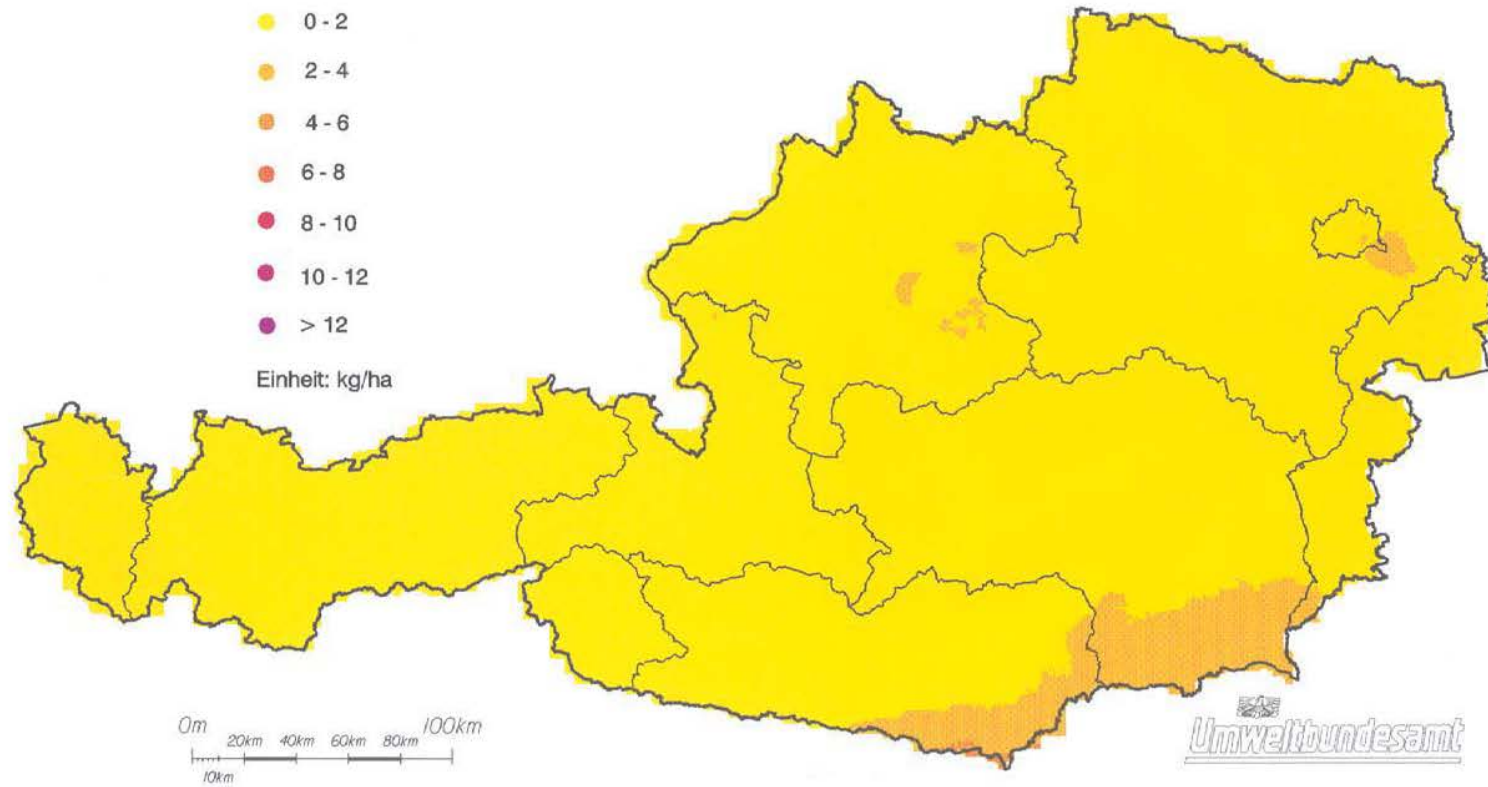 0 - 2
2 - 4
4 - 6
6 - 8
8 - 10
10 - 12
> 12
Einheit: kg/ha
0m 100km
20km 40km 60km 80km
10km
Umweltbundesamt